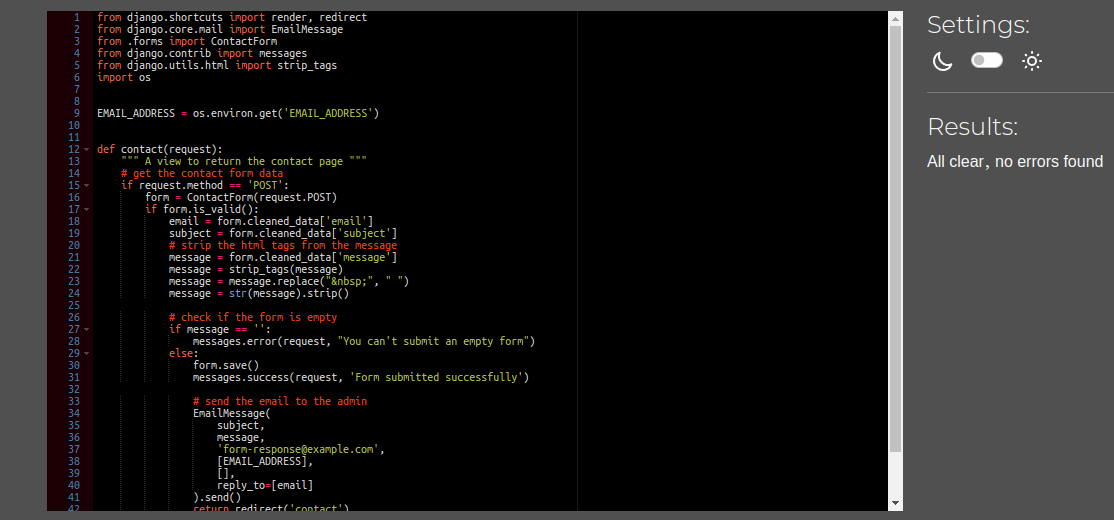 1 from django.shortcuts import render, redirect
2 from django.core.mail import EmailMessage
3 from .forms import ContactForm
4 from django.contrib import messages
5 from django.utils.html import strip_tags
6 import os
7
8
9 EMAIL_ADDRESS = os.environ.get('EMAIL_ADDRESS')
10
11
12 def contact(request):
13     """ A view to return the contact page """
14     # get the contact form data
15     if request.method == 'POST':
16         form = ContactForm(request.POST)
17         if form.is_valid():
18             email = form.cleaned_data['email']
19             subject = form.cleaned_data['subject']
20             # strip the html tags from the message
21             message = form.cleaned_data['message']
22             message = strip_tags(message)
23             message = message.replace("&nbsp;", " ")
24             message = str(message).strip()
25
26             # check if the form is empty
27             if message == '':
28                 messages.error(request, "You can't submit an empty form")
29             else:
30                 form.save()
31                 messages.success(request, 'Form submitted successfully')
32
33                 # send the email to the admin
34                 EmailMessage(
35                     subject,
36                     message,
37                     'form-response@example.com',
38                     [EMAIL_ADDRESS],
39                     [],
40                     reply_to=[email]
41                 ).send()
42                 return redirect('contact')
Settings:
Results:
All clear, no errors found